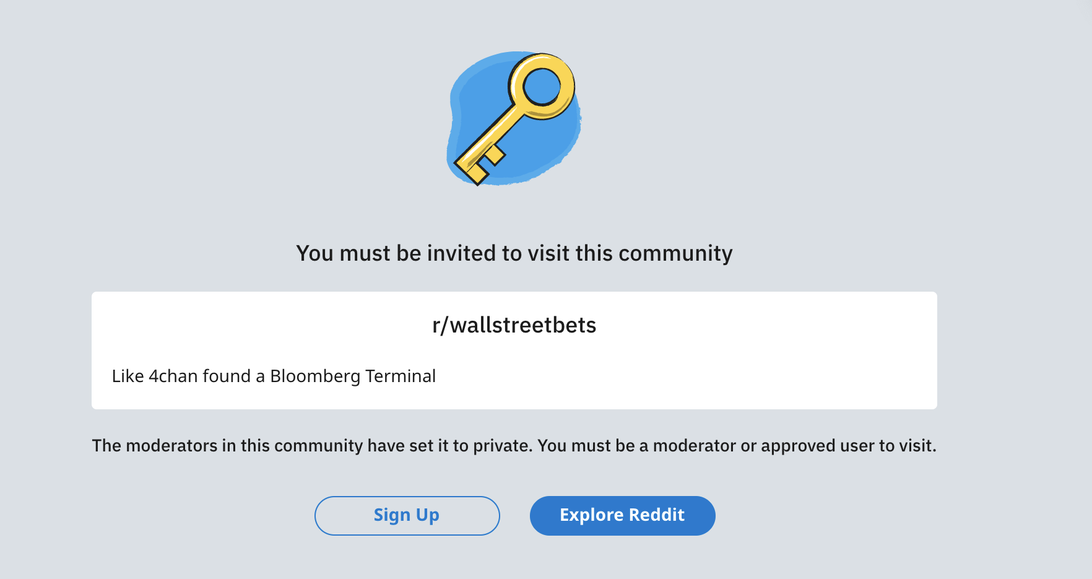 You must be invited to visit this community
r/wallstreetbets
Like 4chan found a Bloomberg Terminal
The moderators in this community have set it to private. You must be a moderator or approved user to visit.
Sign Up
Explore Reddit